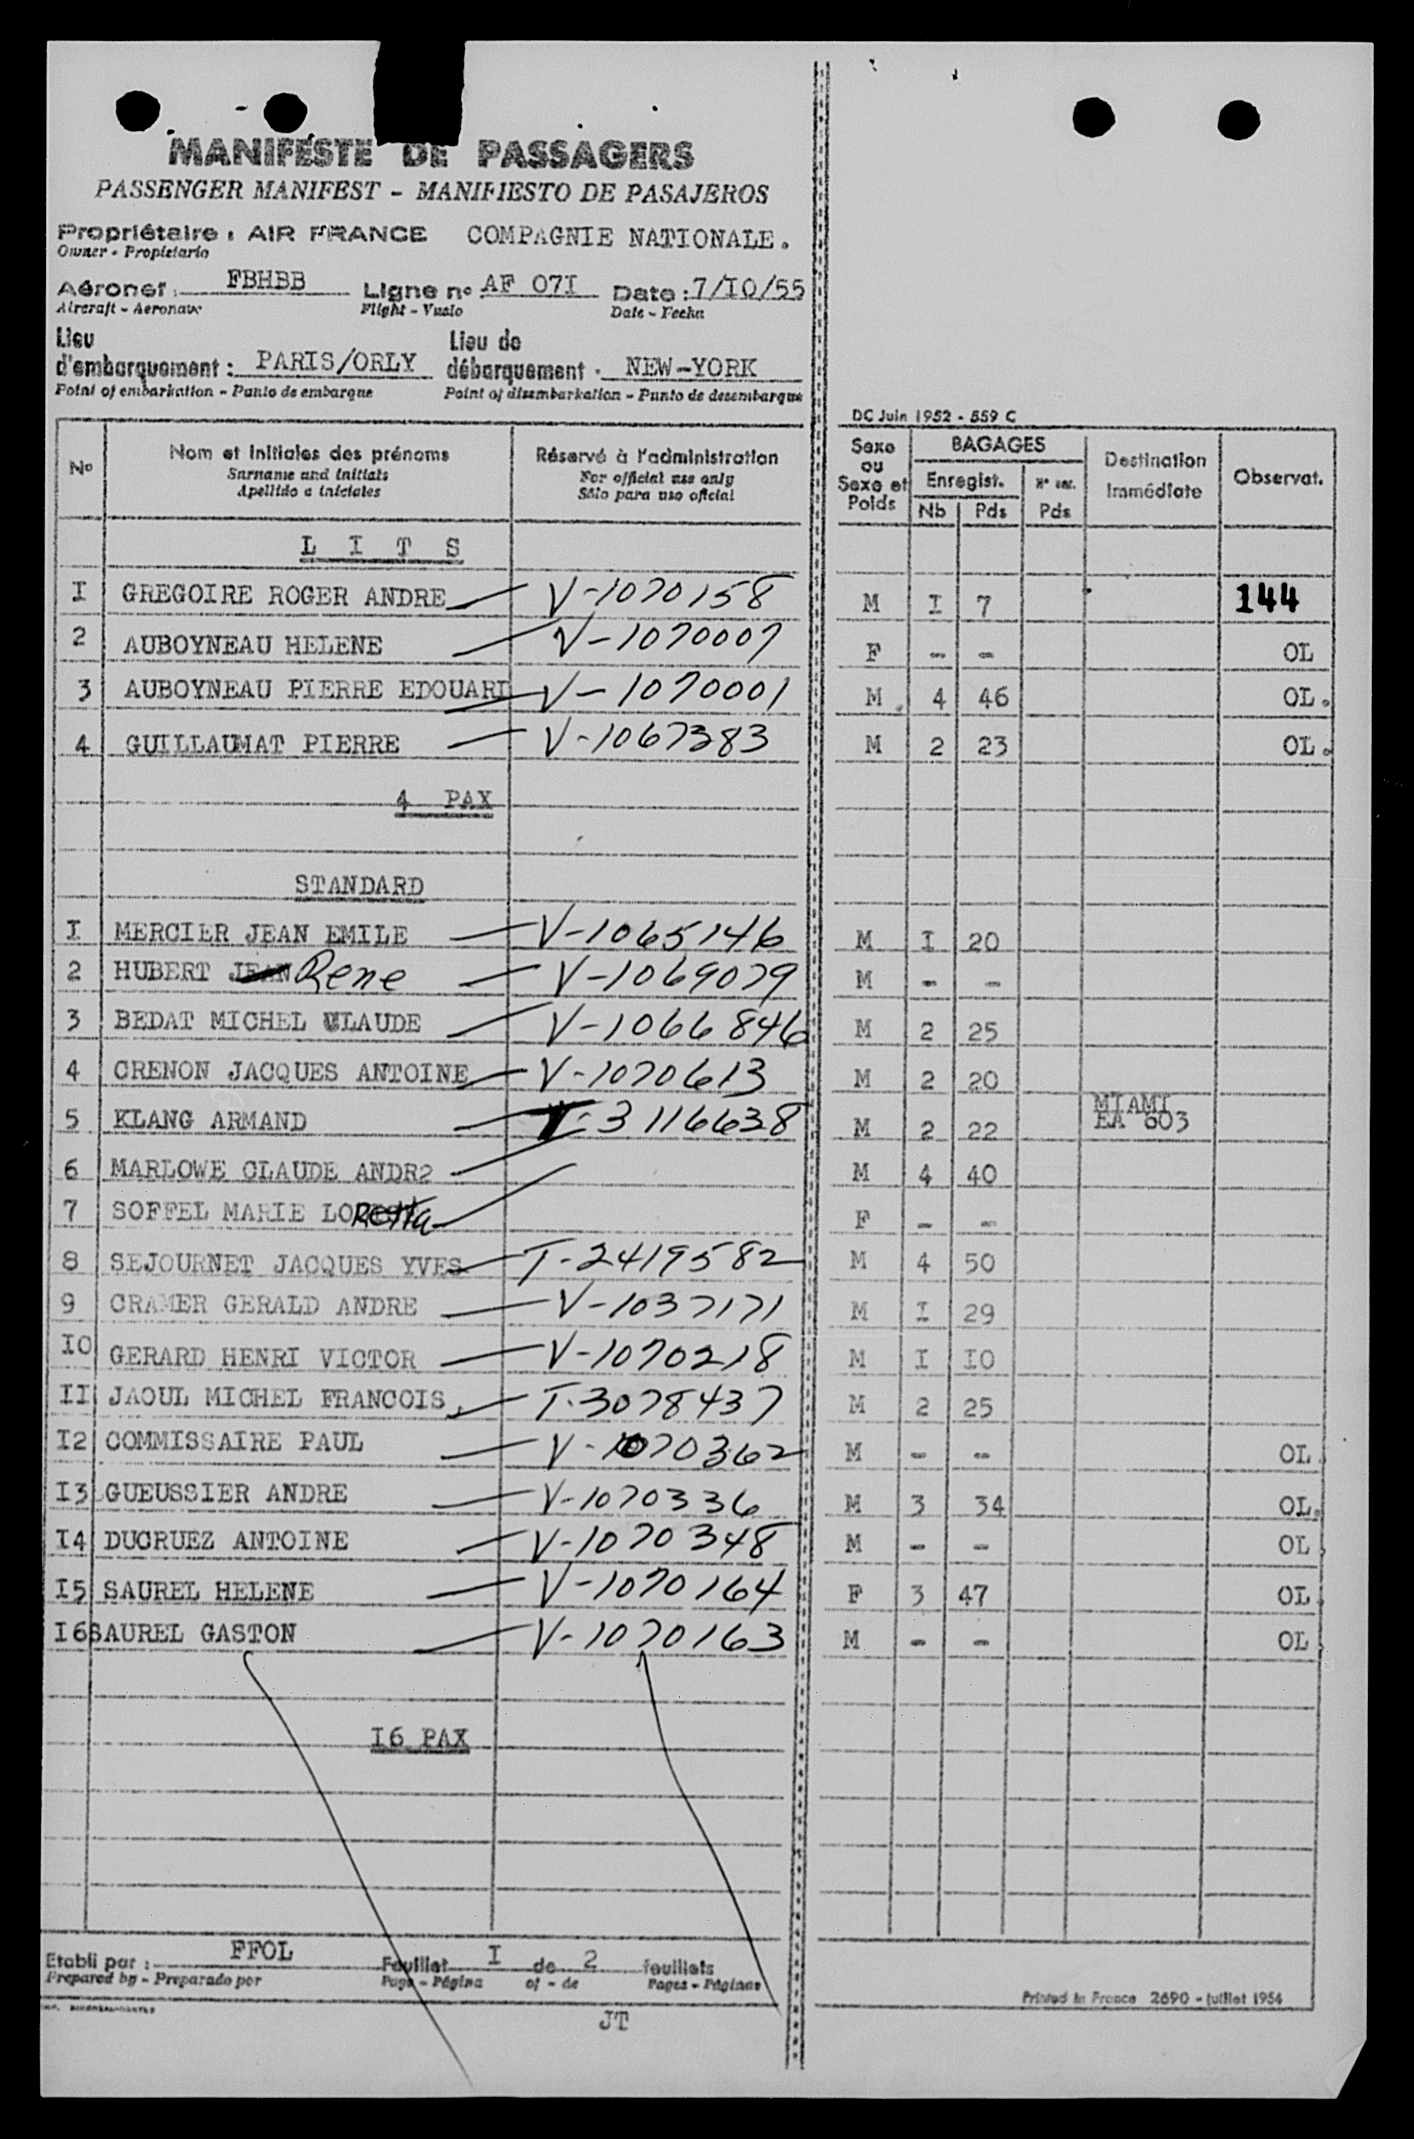 MANIFESTE DE PASSAGERS
PASSENGER MANIFEST - MANIFIESTO DE PASAJEROS
Propriétaire : AIR FRANCE COMPAGNIE NATIONALE.
Owner - Propietario
Aéronef : FBHBB Ligne no AF 07I Date : 7/IO/55
Aircraft - Aeronave Flight - Vuelo Date - Fecha
Lieu d'embarquement : PARIS/ORLY Lieu de débarquement : NEW-YORK
Point of embarkation - Punto de embarque Point of disembarkation - Punto de desembarque
DC Juin 1952 - 559 C
No Nom et initiales des prénoms Réservé à l'administration Sexe ou Sexe et Poids BAGAGES Destination Immédiate Observat.
Surname and initials For official use only Enregist.
Apellido e iniciales Sólo para uso oficial Nb Pds Pds
L I T S
I GREGOIRE ROGER ANDRE V-1070158 M I 7 144
2 AUBOYNEAU HELENE V-1070007 F - - OL
3 AUBOYNEAU PIERRE EDOUARD V-1070001 M 4 46 OL.
4 GUILLAUMAT PIERRE V-1067383 M 2 23 OL.
4 PAX
STANDARD
I MERCIER JEAN EMILE V-1065146 M I 20
2 HUBERT JEAN Rene V-1069079 M - -
3 BEDAT MICHEL CLAUDE V-1066846 M 2 25
4 CRENON JACQUES ANTOINE V-1070613 M 2 20
5 KLANG ARMAND V-3116638 M 2 22 MIAMI EA 603
6 MARLOWE CLAUDE ANDR2 M 4 40
7 SOFFEL MARIE LORetta F - -
8 SEJOURNET JACQUES YVES T-2419582 M 4 50
9 CRAMER GERALD ANDRE V-1037171 M I 29
IO GERARD HENRI VICTOR V-1070218 M I IO
II JAOUL MICHEL FRANCOIS, T-3078437 M 2 25
I2 COMMISSAIRE PAUL V-1070362 M - - OL.
I3 GUEUSSIER ANDRE V-1070336 M 3 34 OL.
I4 DUCRUEZ ANTOINE V-1070348 M - - OL.
I5 SAUREL HELENE V-1070164 F 3 47 OL.
I6 SAUREL GASTON V-1070163 M - - OL.
I6 PAX
Etabli par : FFOL Feuillet I de 2 feuillets
Prepared by - Preparado por Page - Página of - de Pages - Páginas
Printed in France 2690 - juillet 1954
JT